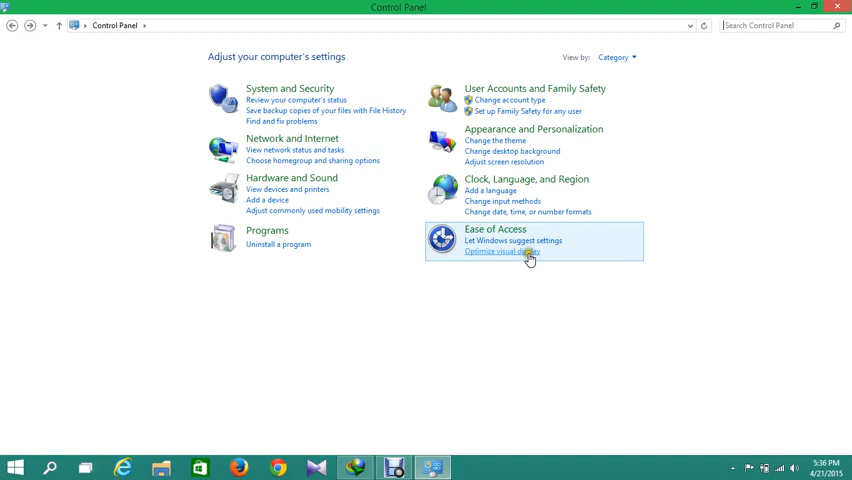 Control Panel
Control Panel
Search Control Panel
Adjust your computer's settings
View by: Category
System and Security
Review your computer's status
Save backup copies of your files with File History
Find and fix problems
Network and Internet
View network status and tasks
Choose homegroup and sharing options
Hardware and Sound
View devices and printers
Add a device
Adjust commonly used mobility settings
Programs
Uninstall a program
User Accounts and Family Safety
Change account type
Set up Family Safety for any user
Appearance and Personalization
Change the theme
Change desktop background
Adjust screen resolution
Clock, Language, and Region
Add a language
Change input methods
Change date, time, or number formats
Ease of Access
Let Windows suggest settings
Optimize visual display
5:36 PM
4/21/2015